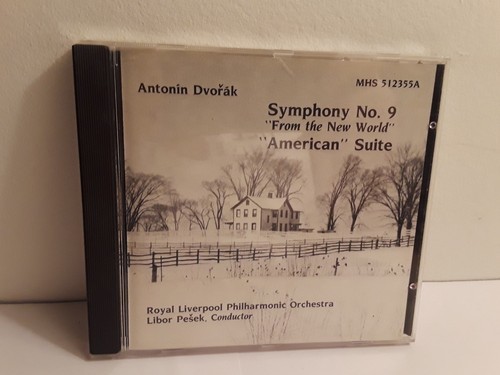 Antonín Dvořák
MHS 512355A
Symphony No. 9
"From the New World"
"American" Suite
Royal Liverpool Philharmonic Orchestra
Libor Pešek, Conductor